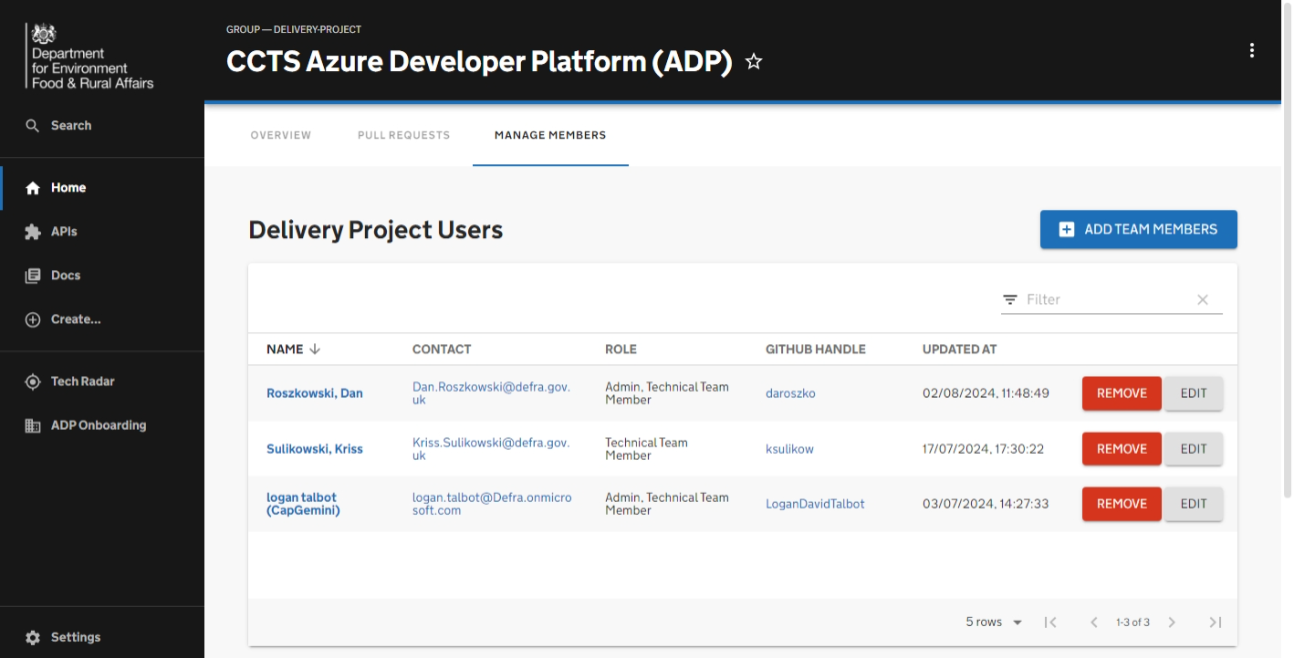 Department
for Environment
Food & Rural Affairs
Search
Home
APIs
Docs
Create...
Tech Radar
ADP Onboarding
Settings
GROUP — DELIVERY-PROJECT
CCTS Azure Developer Platform (ADP)
OVERVIEW PULL REQUESTS MANAGE MEMBERS
Delivery Project Users
ADD TEAM MEMBERS
Filter
NAME CONTACT ROLE GITHUB HANDLE UPDATED AT
Roszkowski, Dan Dan.Roszkowski@defra.gov.uk Admin, Technical Team Member daroszko 02/08/2024, 11:48:49 REMOVE EDIT
Sulikowski, Kriss Kriss.Sulikowski@defra.gov.uk Technical Team Member ksulikow 17/07/2024, 17:30:22 REMOVE EDIT
logan talbot (CapGemini) logan.talbot@Defra.onmicrosoft.com Admin, Technical Team Member LoganDavidTalbot 03/07/2024, 14:27:33 REMOVE EDIT
5 rows 1-3 of 3